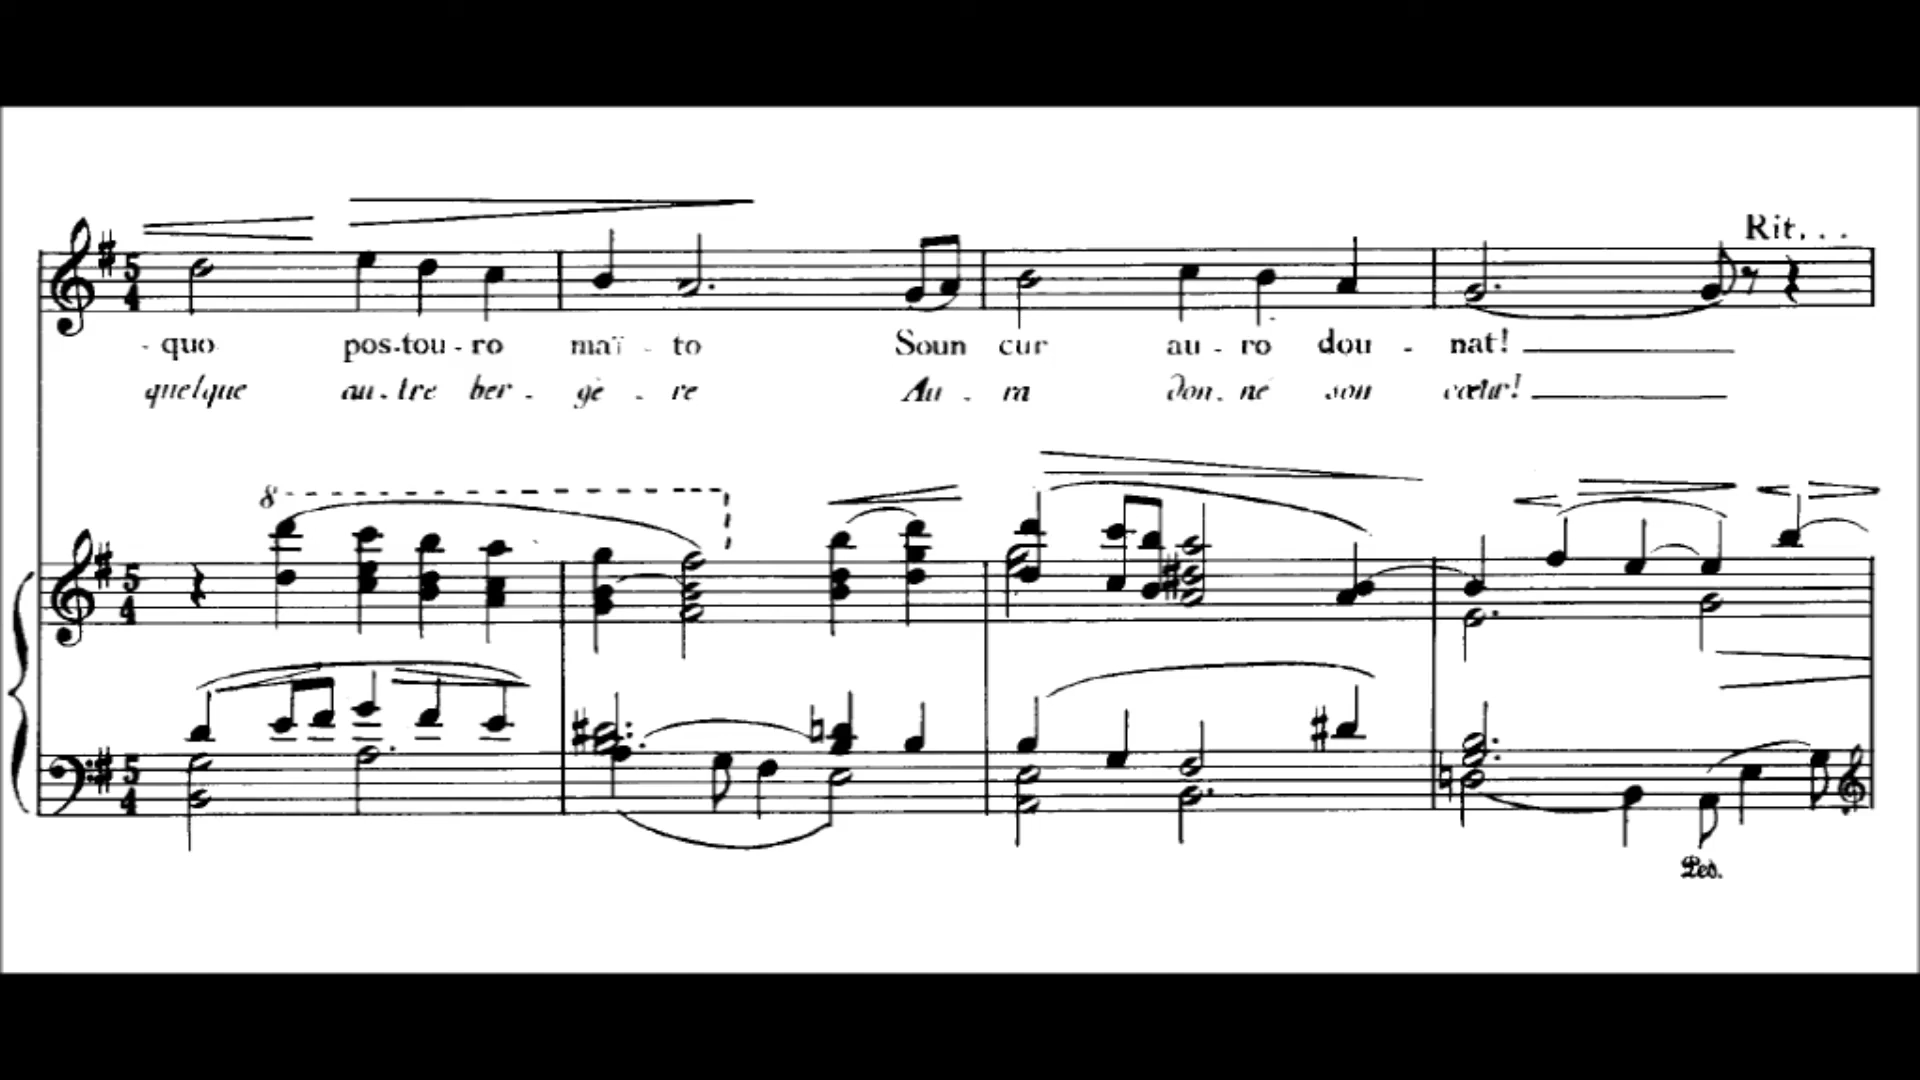 Rit...
- quo pos-tou-ro maï - to Soun cur au - ro dou - nat!
quelque au-tre ber - gè - re Au - ra don-né son cœur!
8
Ped.